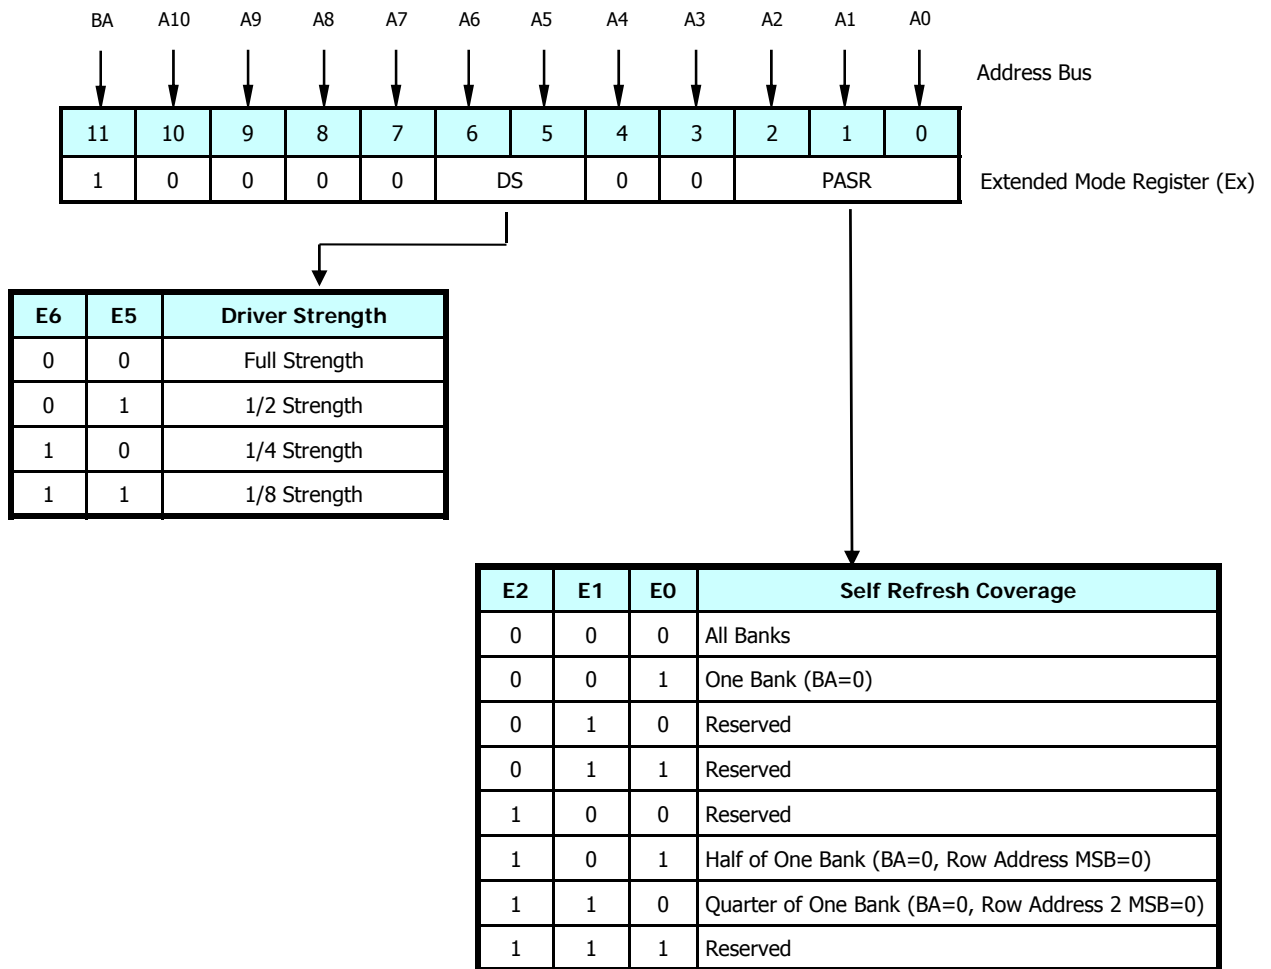 BA A10 A9 A8 A7 A6 A5 A4 A3 A2 A1 A0
Address Bus
11 10 9 8 7 6 5 4 3 2 1 0
1 0 0 0 0 DS 0 0 PASR
Extended Mode Register (Ex)
E6 E5 Driver Strength
0 0 Full Strength
0 1 1/2 Strength
1 0 1/4 Strength
1 1 1/8 Strength
E2 E1 E0 Self Refresh Coverage
0 0 0 All Banks
0 0 1 One Bank (BA=0)
0 1 0 Reserved
0 1 1 Reserved
1 0 0 Reserved
1 0 1 Half of One Bank (BA=0, Row Address MSB=0)
1 1 0 Quarter of One Bank (BA=0, Row Address 2 MSB=0)
1 1 1 Reserved